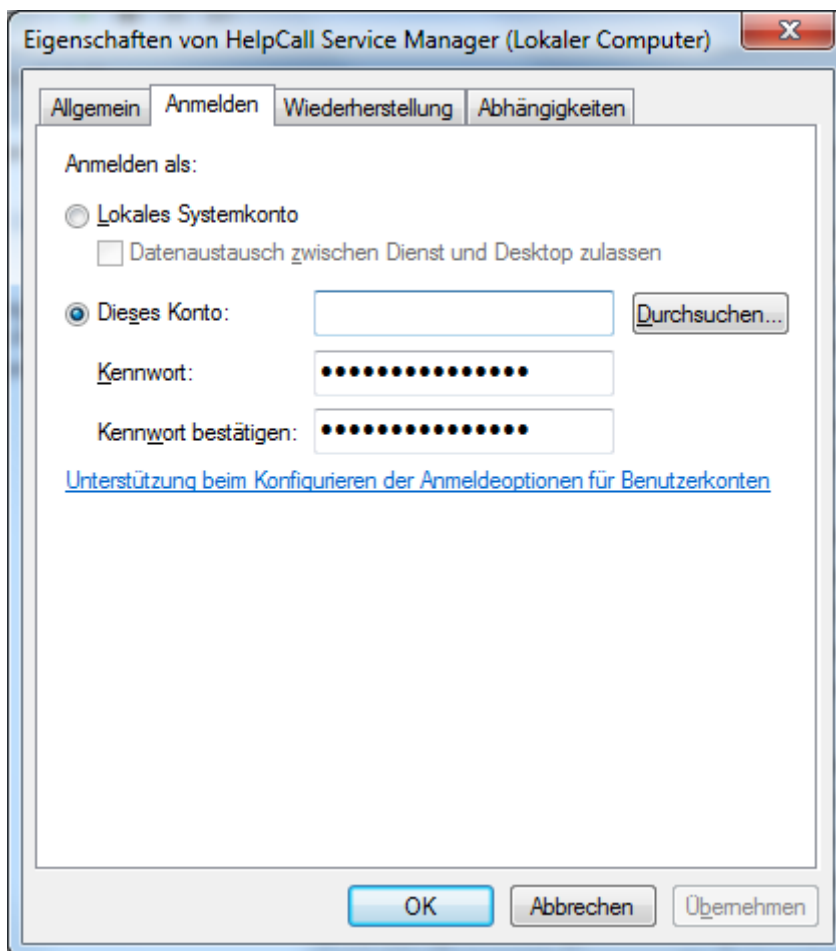 Eigenschaften von HelpCall Service Manager (Lokaler Computer)
Allgemein Anmelden Wiederherstellung Abhängigkeiten
Anmelden als:
Lokales Systemkonto
Datenaustausch zwischen Dienst und Desktop zulassen
Dieses Konto: Durchsuchen...
Kennwort: •••••••••••••••
Kennwort bestätigen: •••••••••••••••
Unterstützung beim Konfigurieren der Anmeldeoptionen für Benutzerkonten
OK Abbrechen Übernehmen